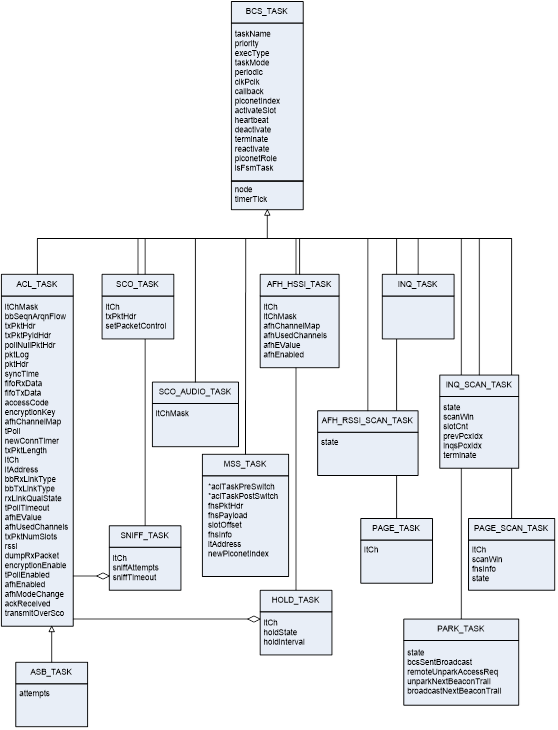 BCS_TASK
taskName
priority
execType
taskMode
periodic
clkPclk
callback
piconetIndex
activateSlot
heartbeat
deactivate
terminate
reactivate
piconetRole
isFsmTask
node
timerTick
ACL_TASK
ltChMask
bbSeqnArqnFlow
txPktHdr
txPktPyldHdr
pollNullPktHdr
pktLog
pktHdr
syncTime
fifoRxData
fifoTxData
accessCode
encryptionKey
afhChannelMap
tPoll
newConnTimer
txPktLength
ltCh
ltAddress
bbRxLinkType
bbTxLinkType
rxLinkQualState
tPollTimeout
afhEValue
afhUsedChannels
txPktNumSlots
rssi
dumpRxPacket
encryptionEnable
tPollEnabled
afhEnabled
afhModeChange
ackReceived
transmitOverSco
SCO_TASK
ltCh
txPktHdr
setPacketControl
AFH_HSSI_TASK
ltCh
ltChMask
afhChannelMap
afhUsedChannels
afhEValue
afhEnabled
INQ_TASK
SCO_AUDIO_TASK
ltChMask
INQ_SCAN_TASK
state
scanWin
slotCnt
prevPcxIdx
inqsPcxIdx
terminate
AFH_RSSI_SCAN_TASK
state
MSS_TASK
*aclTaskPreSwitch
*aclTaskPostSwitch
fhsPktHdr
fhsPayload
slotOffset
fhsInfo
ltAddress
newPiconetIndex
SNIFF_TASK
ltCh
sniffAttempts
sniffTimeout
PAGE_TASK
ltCh
PAGE_SCAN_TASK
ltCh
scanWin
fhsInfo
state
HOLD_TASK
ltCh
holdState
holdInterval
PARK_TASK
state
bcsSentBroadcast
remoteUnparkAccessReq
unparkNextBeaconTrail
broadcastNextBeaconTrail
ASB_TASK
attempts